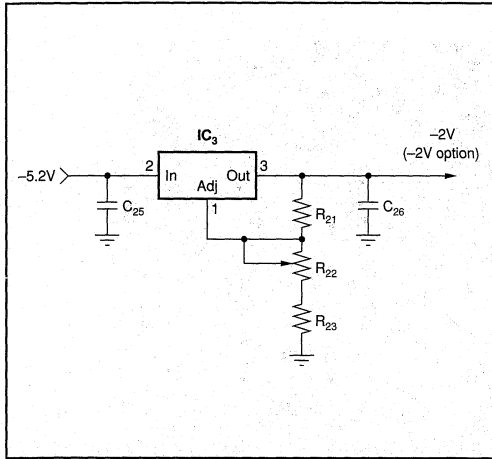 IC3
–2V
(–2V option)
–5.2V
2
In
Out
3
Adj
1
C25
R21
C26
R22
R23